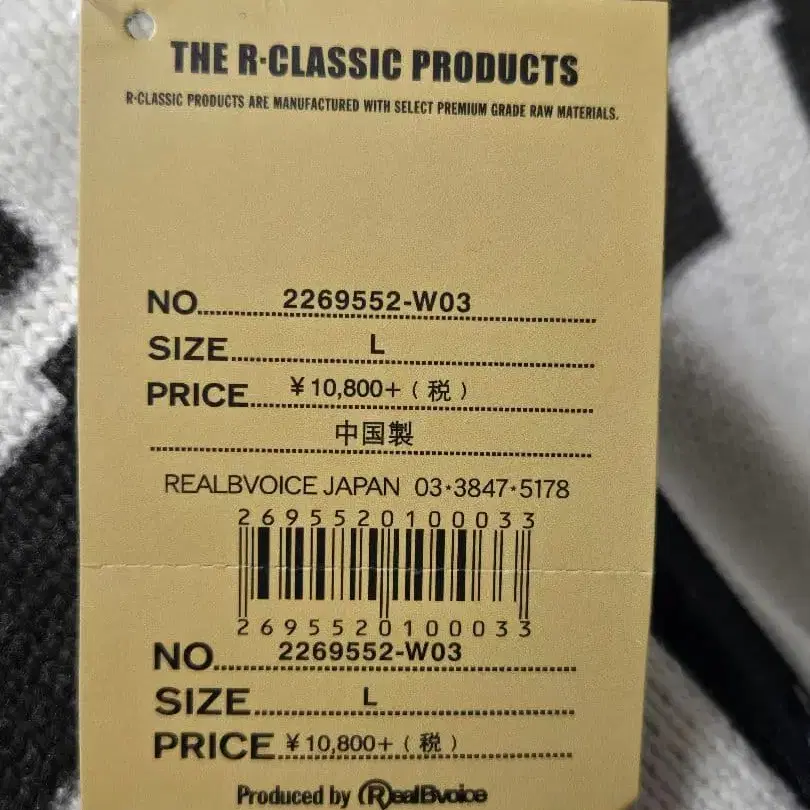 THE R·CLASSIC PRODUCTS
R·CLASSIC PRODUCTS ARE MANUFACTURED WITH SELECT PREMIUM GRADE RAW MATERIALS.
NO. 2269552-W03
SIZE L
PRICE ¥10,800+(税)
中国製
REALBVOICE JAPAN 03·3847·5178
2695520100033
2695520100033
NO. 2269552-W03
SIZE L
PRICE ¥10,800+(税)
Produced by RealBvoice